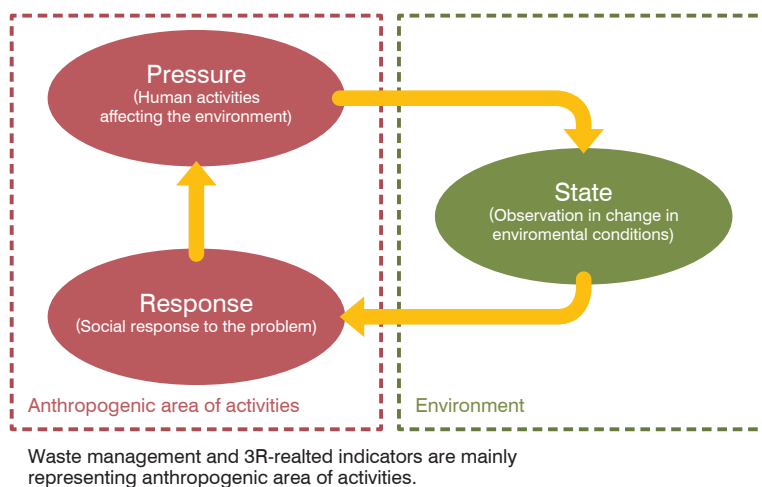 Pressure
(Human activities
affecting the environment)
State
(Observation in change in
enviromental conditions)
Response
(Social response to the problem)
Anthropogenic area of activities
Environment
Waste management and 3R-realted indicators are mainly
representing anthropogenic area of activities.